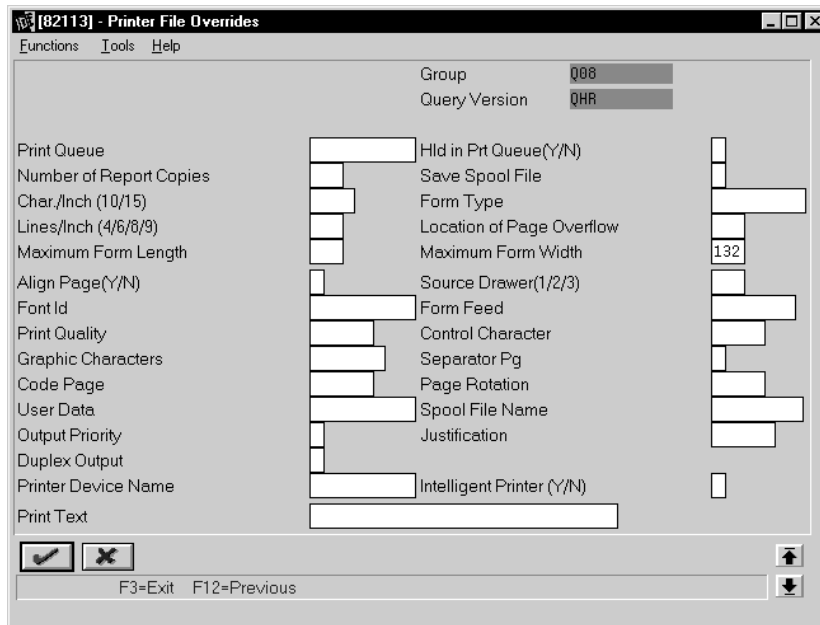 [82113] - Printer File Overrides
Functions Tools Help
Group Q08
Query Version QHR
Print Queue Hld in Prt Queue(Y/N)
Number of Report Copies Save Spool File
Char./Inch (10/15) Form Type
Lines/Inch (4/6/8/9) Location of Page Overflow
Maximum Form Length Maximum Form Width 132
Align Page(Y/N) Source Drawer(1/2/3)
Font Id Form Feed
Print Quality Control Character
Graphic Characters Separator Pg
Code Page Page Rotation
User Data Spool File Name
Output Priority Justification
Duplex Output
Printer Device Name Intelligent Printer (Y/N)
Print Text
F3=Exit F12=Previous